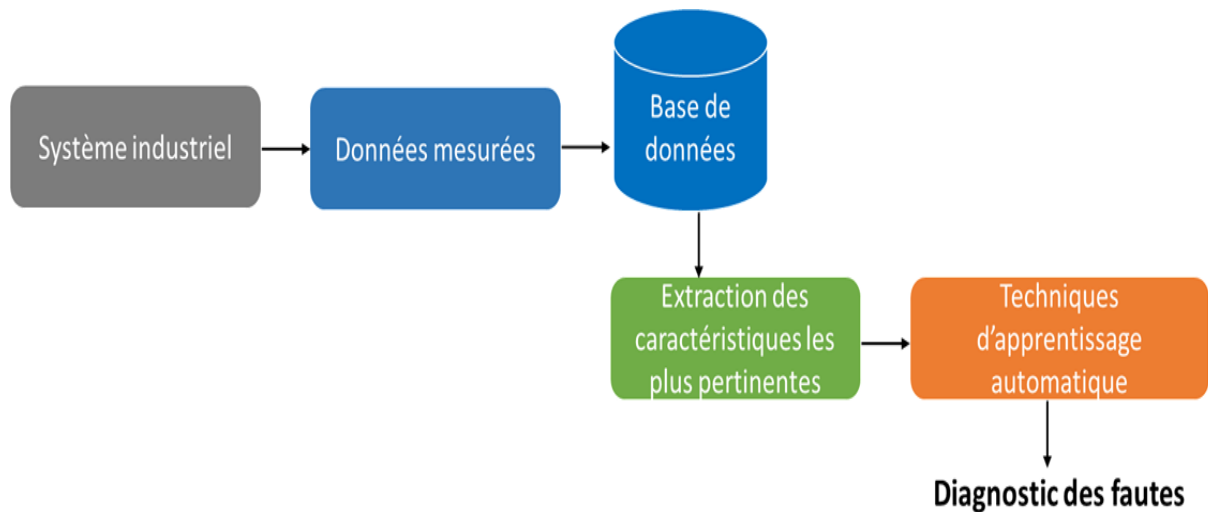 Système industriel
Données mesurées
Base de
données
Extraction des
caractéristiques les
plus pertinentes
Techniques
d'apprentissage
automatique
Diagnostic des fautes